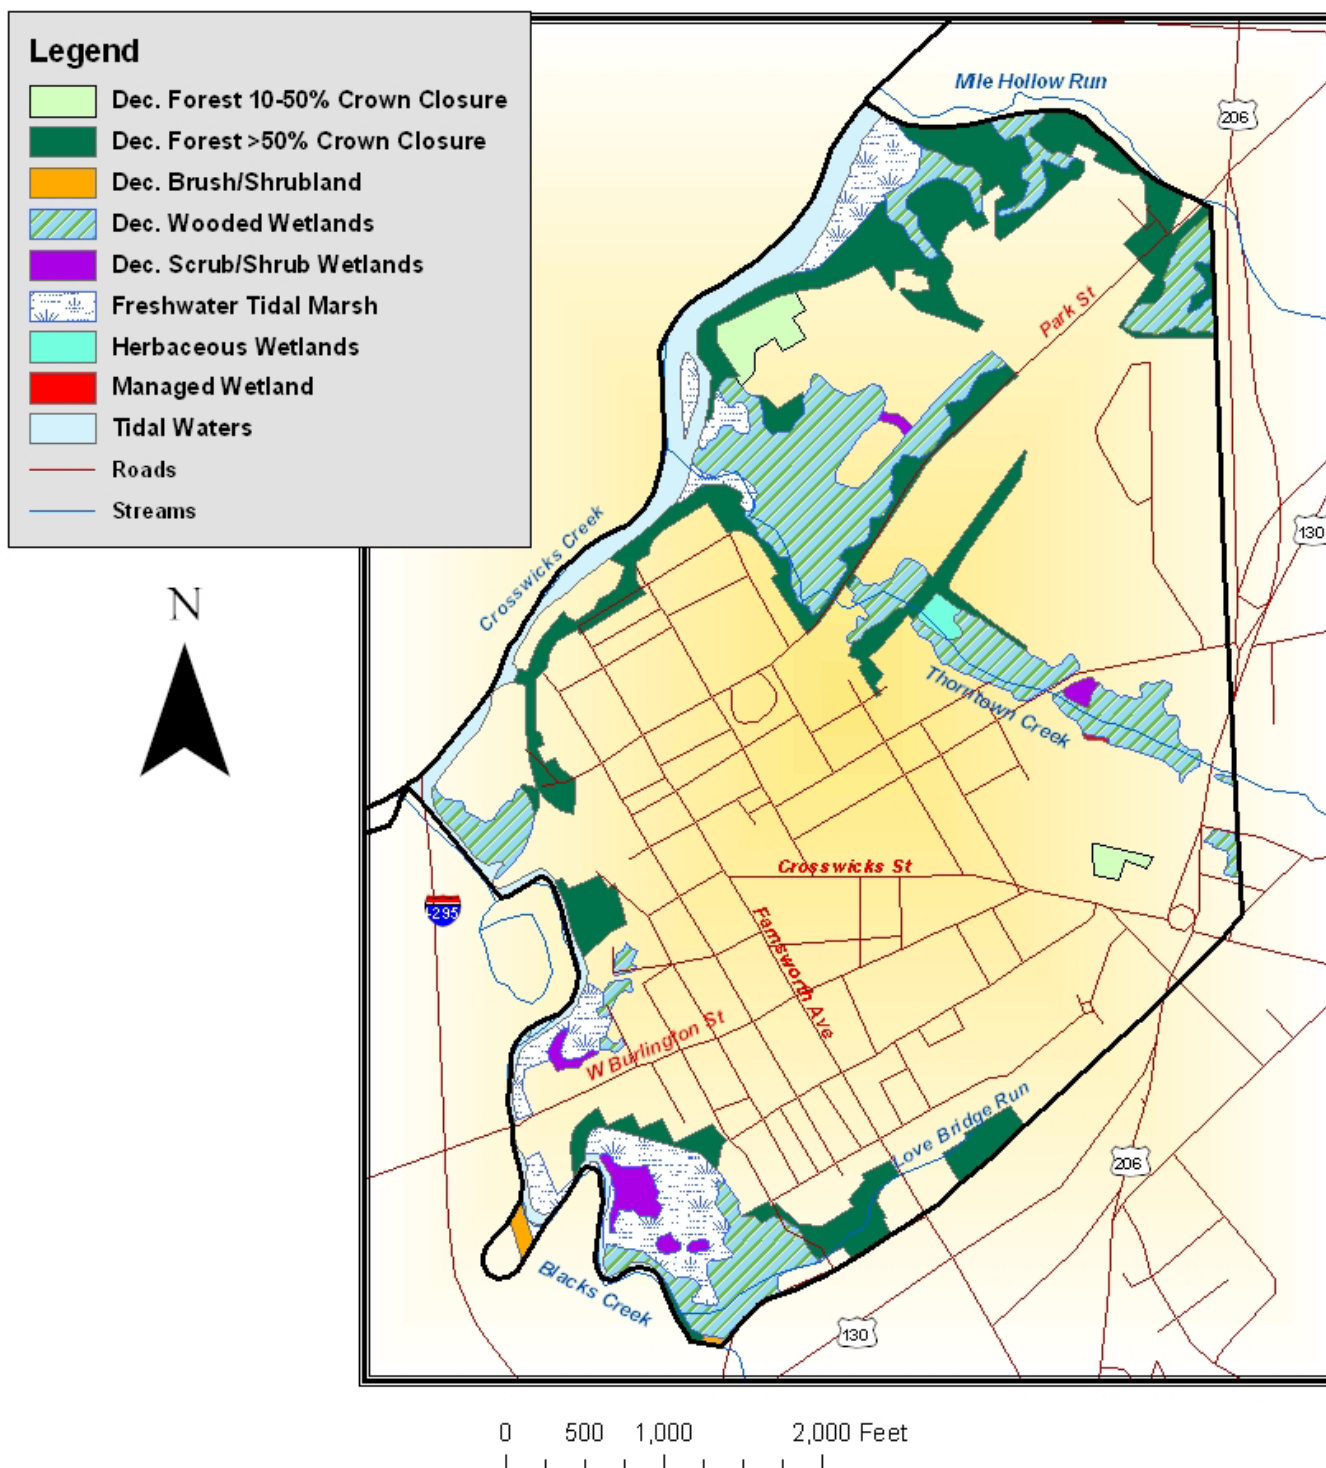 Legend
Dec. Forest 10-50% Crown Closure
Dec. Forest >50% Crown Closure
Dec. Brush/Shrubland
Dec. Wooded Wetlands
Dec. Scrub/Shrub Wetlands
Freshwater Tidal Marsh
Herbaceous Wetlands
Managed Wetland
Tidal Waters
Roads
Streams
N
Mile Hollow Run
206
Park St
130
Crosswicks Creek
Thorntown Creek
Crosswicks St
I-295
Farnsworth Ave
W Burlington St
Love Bridge Run
206
Blacks Creek
130
0 500 1,000 2,000 Feet